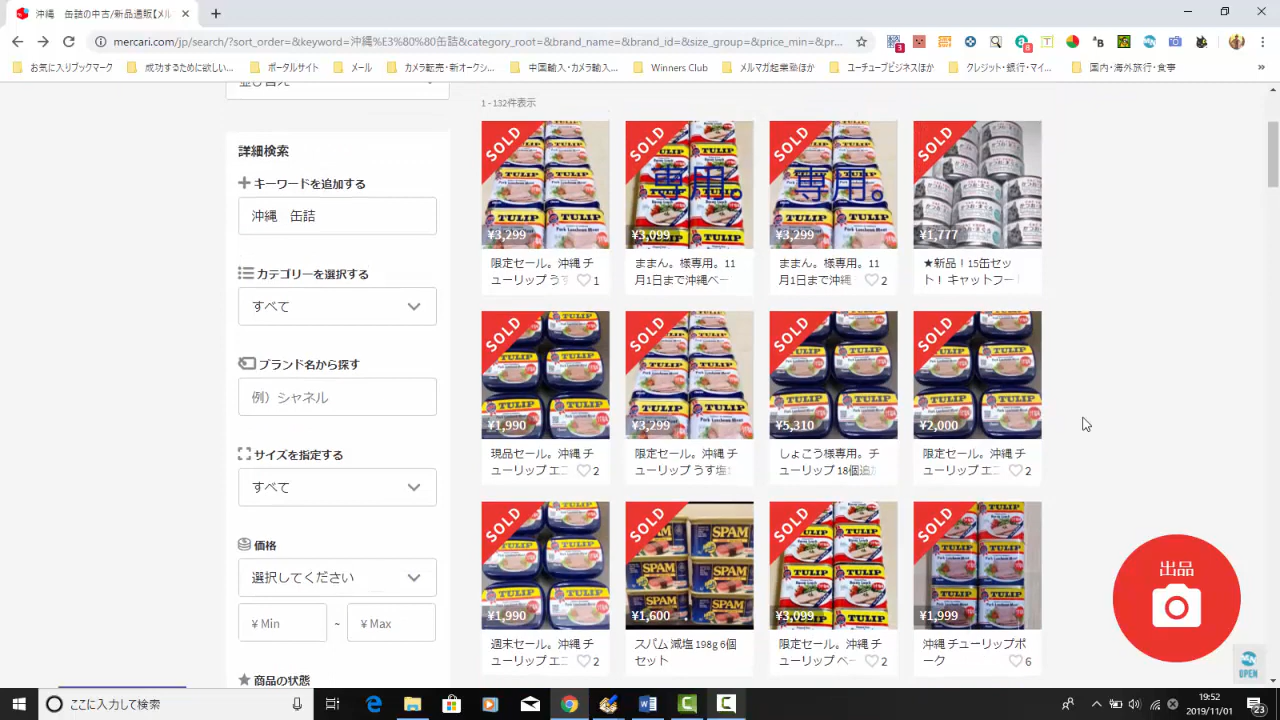 沖縄 缶詰の中古/新品通販【メル
mercari.com/jp/search/?sort_order=&keyword=沖縄%E3%80%80缶詰&category_root=&brand_name=&brand_id=&size_group=&price_min=&pr...
お気に入りブックマーク 成功するために欲しい... ポータルサイト メール カメラ転売・新オークシ... 中国輸入・カメラ輸入... Winners Club メルマガ起業塾ほか ユーチューブビジネスほか クレジット・銀行・マイ... 国内・海外旅行・食事 »
1 - 132件表示
詳細検索
キーワードを追加する
沖縄 缶詰
カテゴリーを選択する
すべて
ブランド名から探す
例）シャネル
サイズを指定する
すべて
価格
選択してください
¥ Min ~ ¥ Max
商品の状態
SOLD SOLD SOLD SOLD
専用。 専用。
TULIP TULIP TULIP
¥3,299 ¥3,099 ¥3,299 ¥1,777
限定セール。沖縄 チューリップ うす 1
ままん。様専用。11月1日まで沖縄ベー
ままん。様専用。11月1日まで沖縄 2
★新品！15缶セット！ キャットフー
SOLD SOLD SOLD SOLD
TULIP TULIP TULIP TULIP
¥1,990 ¥3,299 ¥5,310 ¥2,000
現品セール。沖縄 チューリップ エコ 2
限定セール。沖縄 チューリップ うす塩
しょこう様専用。チューリップ 18個追加
限定セール。沖縄 チューリップ エコ 2
SOLD SOLD SOLD SOLD
TULIP SPAM TULIP TULIP
¥1,990 ¥1,600 ¥3,099 ¥1,999
週末セール。沖縄 チューリップ エコ 2
スパム 減塩 198g 6個セット
限定セール。沖縄 チューリップ ベー 2
沖縄 チューリップポーク 6
出品
OPEN
ここに入力して検索
19:52
2019/11/01
23